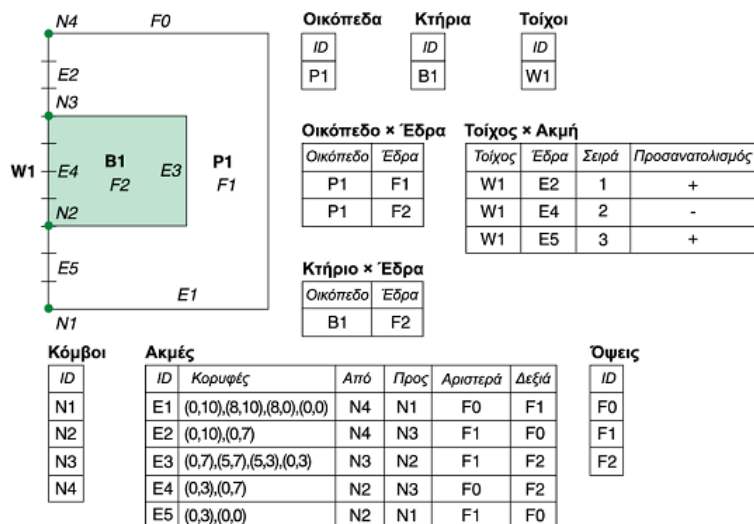 N4 F0
E2
N3
W1 E4 B1 F2 E3 P1 F1
N2
E5
E1
N1
Οικόπεδα
ID
P1
Κτήρια
ID
B1
Τοίχοι
ID
W1
Οικόπεδο × Έδρα
Οικόπεδο Έδρα
P1 F1
P1 F2
Τοίχος × Ακμή
Τοίχος Έδρα Σειρά Προσανατολισμός
W1 E2 1 +
W1 E4 2 -
W1 E5 3 +
Κτήριο × Έδρα
Οικόπεδο Έδρα
B1 F2
Κόμβοι
ID
N1
N2
N3
N4
Ακμές
ID Κορυφές Από Προς Αριστερά Δεξιά
E1 (0,10),(8,10),(8,0),(0,0) N4 N1 F0 F1
E2 (0,10),(0,7) N4 N3 F1 F0
E3 (0,7),(5,7),(5,3),(0,3) N3 N2 F1 F2
E4 (0,3),(0,7) N2 N3 F0 F2
E5 (0,3),(0,0) N2 N1 F1 F0
Όψεις
ID
F0
F1
F2